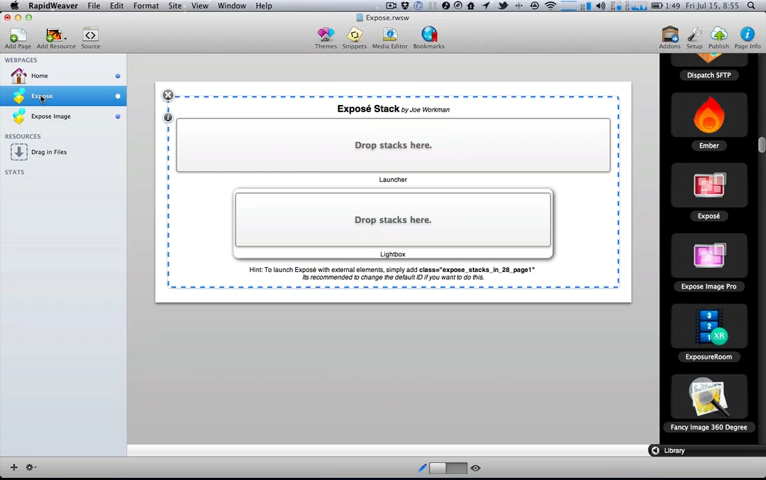 RapidWeaver File Edit Format View Window Help 1:49 Fri Jul 15, 8:55
Expose.rwsw
Add Page Add Resource Source Themes Snippets Media Editor Bookmarks Addons Setup Publish Page Info
WEBPAGES
Home
Expose
Expose Image
RESOURCES
Drag in Files
STATS
Exposé Stack by Joe Workman
Drop stacks here.
Launcher
Drop stacks here.
Lightbox
Hint: To launch Exposé with external elements, simply add class="expose_stacks_in_28_page1"
Its recommended to change the default ID if you want to do this.
Dispatch SFTP
Ember
Exposé
Expose Image Pro
XR
ExposureRoom
Fancy Image 360 Degree
Library